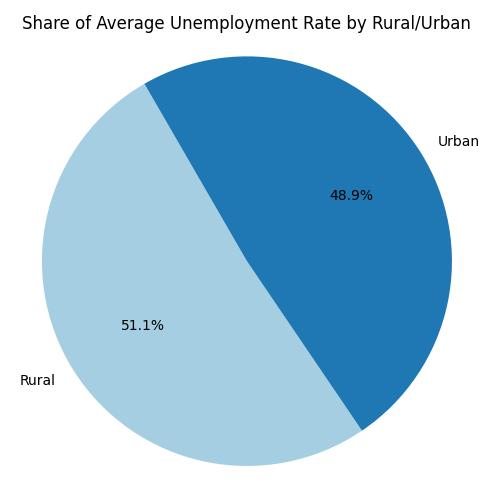 Share of Average Unemployment Rate by Rural/Urban
Urban
48.9%
51.1%
Rural